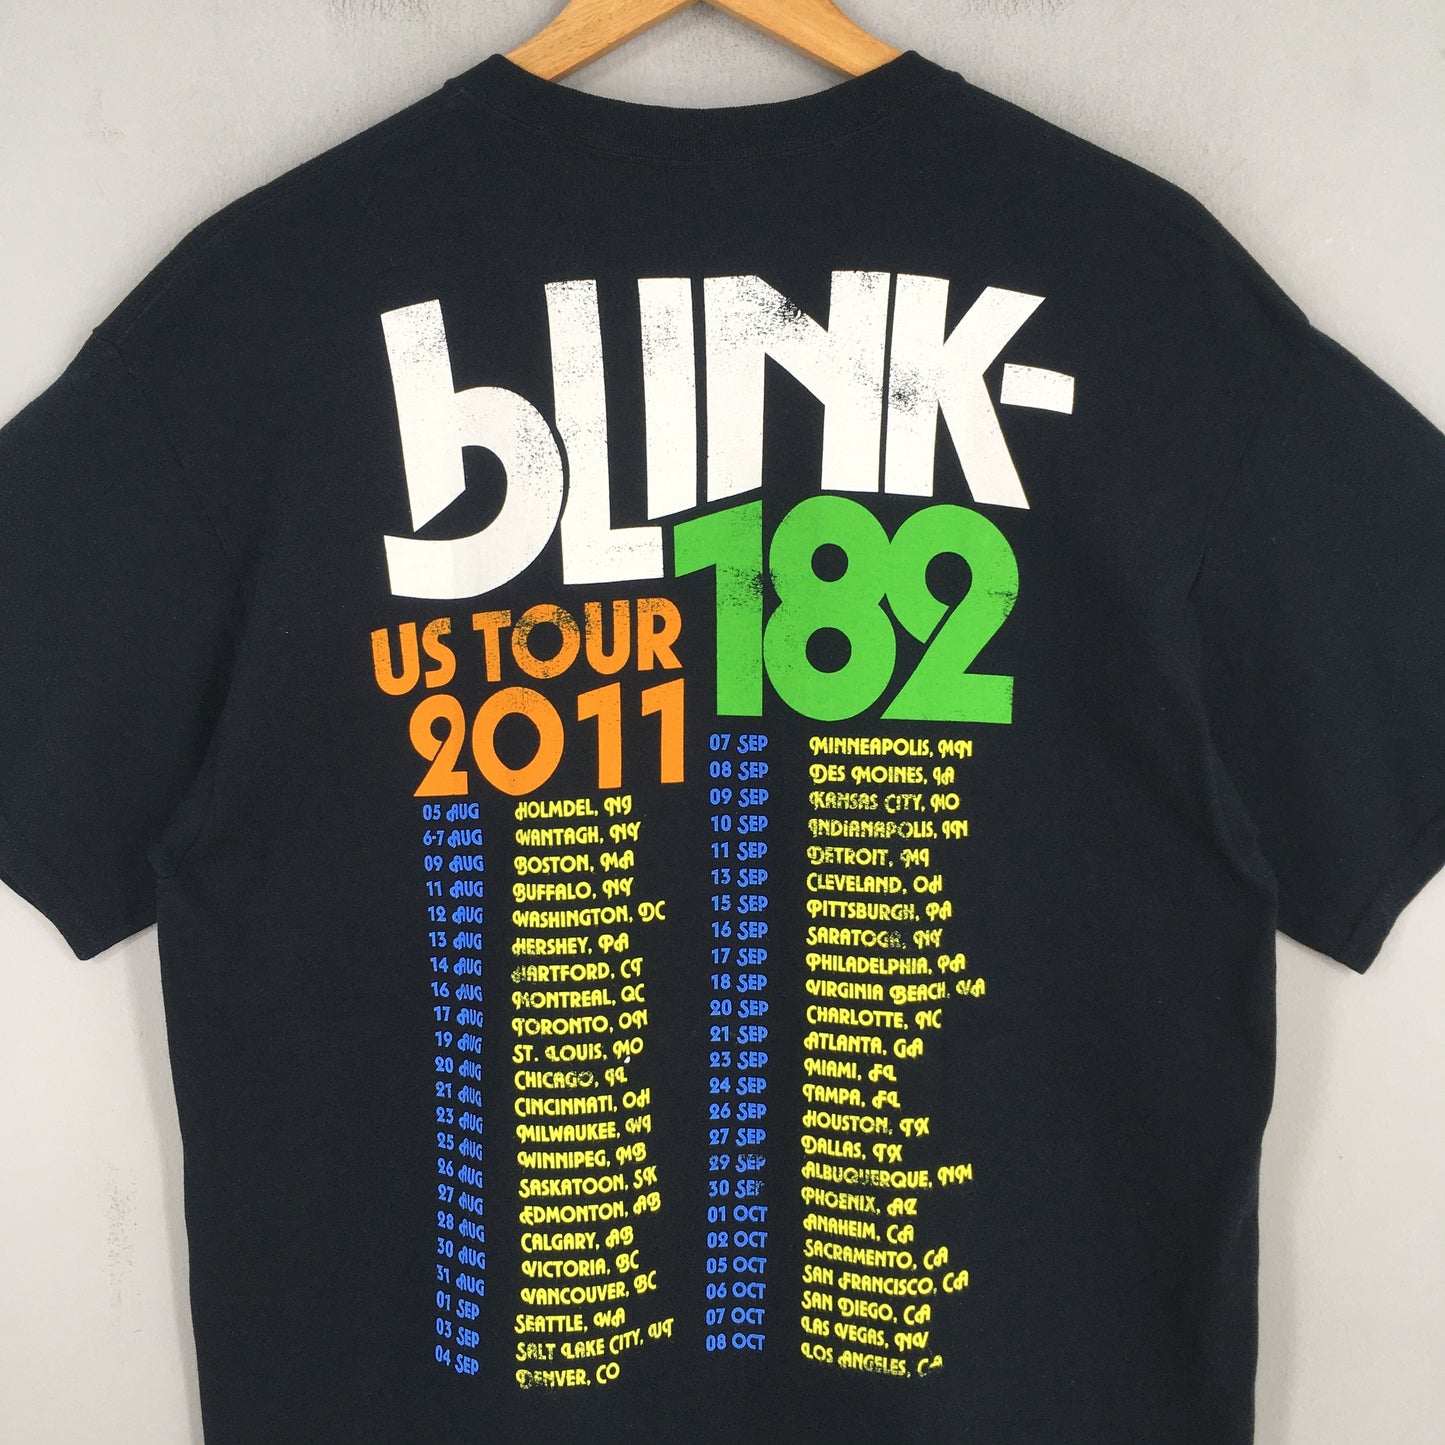 bLINK-
182
US TOUR
2011
05 AUG HOLMDEL, NJ
6-7 AUG WANTAGH, NY
09 AUG BOSTON, MA
11 AUG BUFFALO, NY
12 AUG WASHINGTON, DC
13 AUG HERSHEY, PA
14 AUG HARTFORD, CT
16 AUG MONTREAL, QC
17 AUG TORONTO, ON
19 AUG ST. LOUIS, MO
20 AUG CHICAGO, IL
21 AUG CINCINNATI, OH
23 AUG MILWAUKEE, WI
25 AUG WINNIPEG, MB
26 AUG SASKATOON, SK
27 AUG EDMONTON, AB
28 AUG CALGARY, AB
30 AUG VICTORIA, BC
31 AUG VANCOUVER, BC
01 SEP SEATTLE, WA
03 SEP SALT LAKE CITY, UT
04 SEP DENVER, CO
07 SEP MINNEAPOLIS, MN
08 SEP DES MOINES, IA
09 SEP KANSAS CITY, MO
10 SEP INDIANAPOLIS, IN
11 SEP DETROIT, MI
13 SEP CLEVELAND, OH
15 SEP PITTSBURGH, PA
16 SEP SARATOGA, NY
17 SEP PHILADELPHIA, PA
18 SEP VIRGINIA BEACH, VA
20 SEP CHARLOTTE, NC
21 SEP ATLANTA, GA
23 SEP MIAMI, FL
24 SEP TAMPA, FL
26 SEP HOUSTON, TX
27 SEP DALLAS, TX
29 SEP ALBUQUERQUE, NM
30 SEP PHOENIX, AZ
01 OCT ANAHEIM, CA
02 OCT SACRAMENTO, CA
05 OCT SAN FRANCISCO, CA
06 OCT SAN DIEGO, CA
07 OCT LAS VEGAS, NV
08 OCT LOS ANGELES, CA